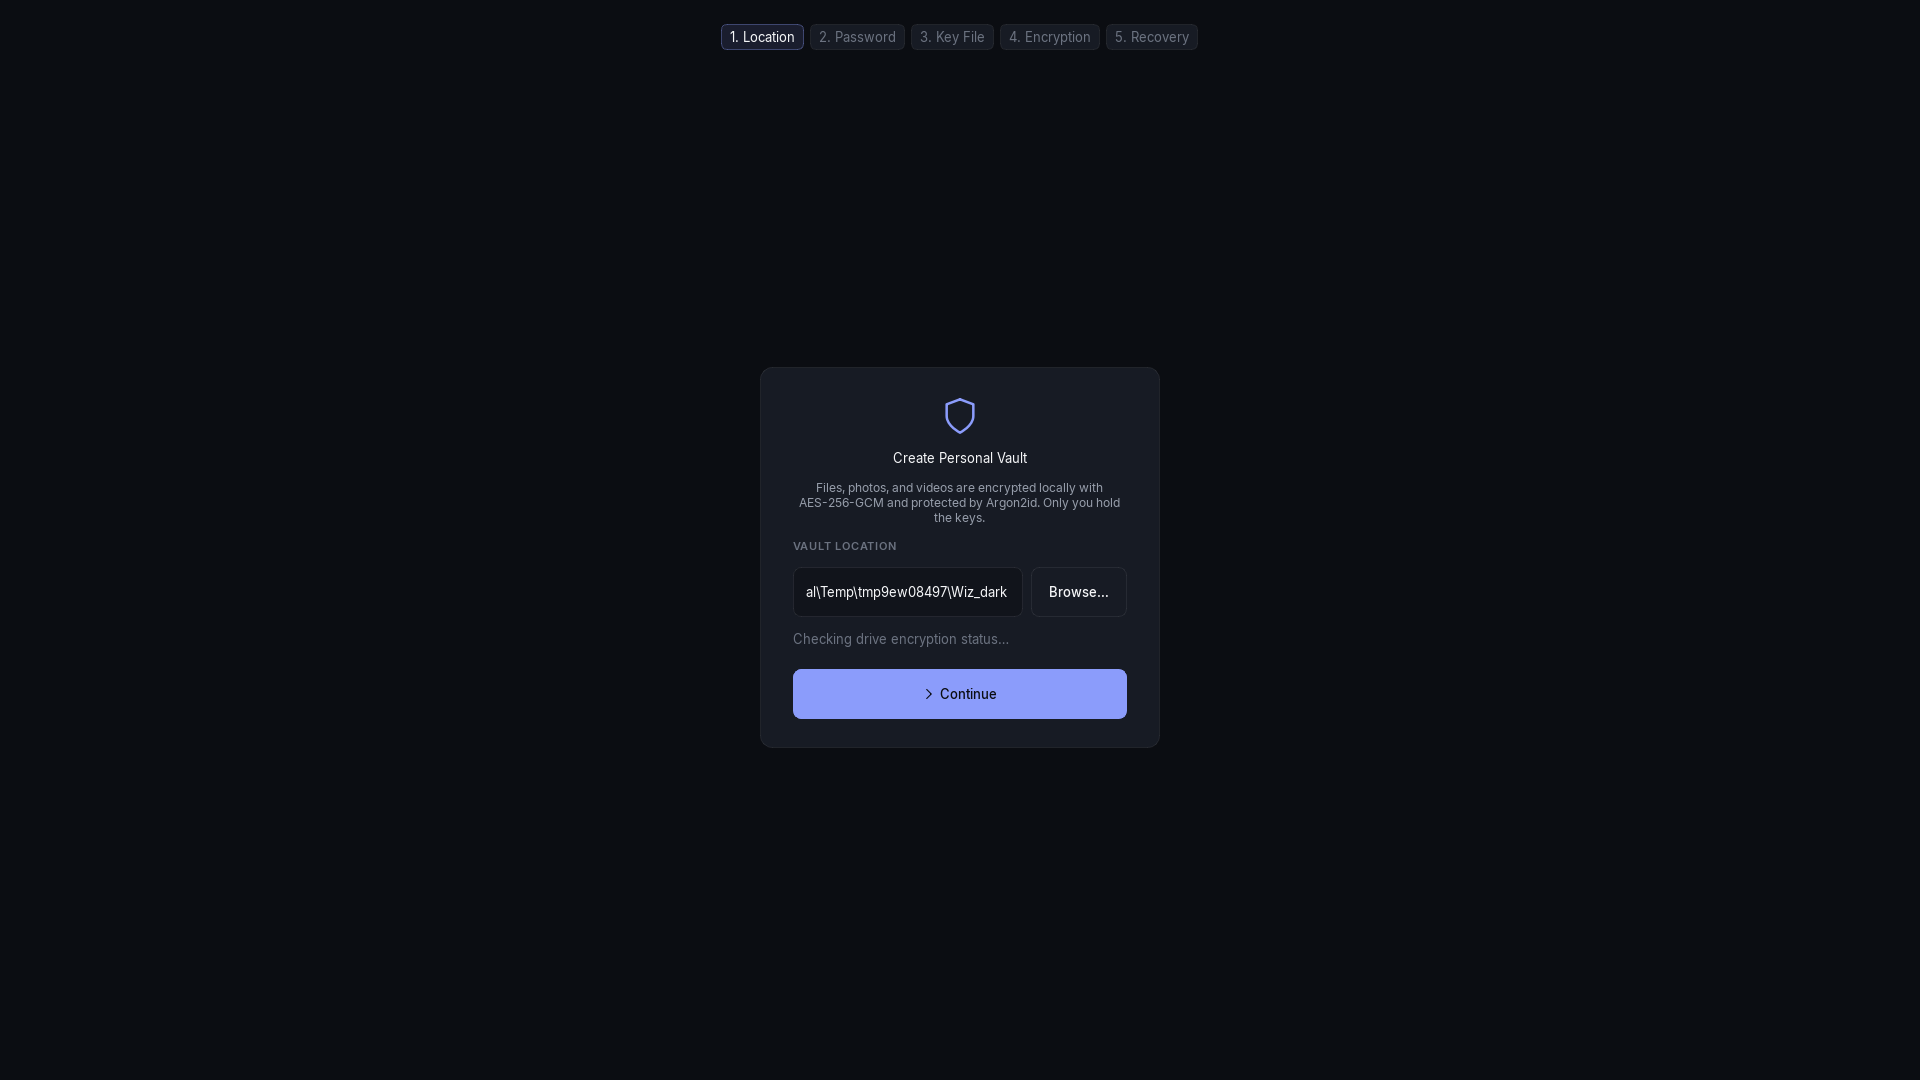 1. Location 2. Password 3. Key File 4. Encryption 5. Recovery
Create Personal Vault
Files, photos, and videos are encrypted locally with
AES-256-GCM and protected by Argon2id. Only you hold
the keys.
VAULT LOCATION
al\Temp\tmp9ew08497\Wiz_dark Browse...
Checking drive encryption status...
Continue